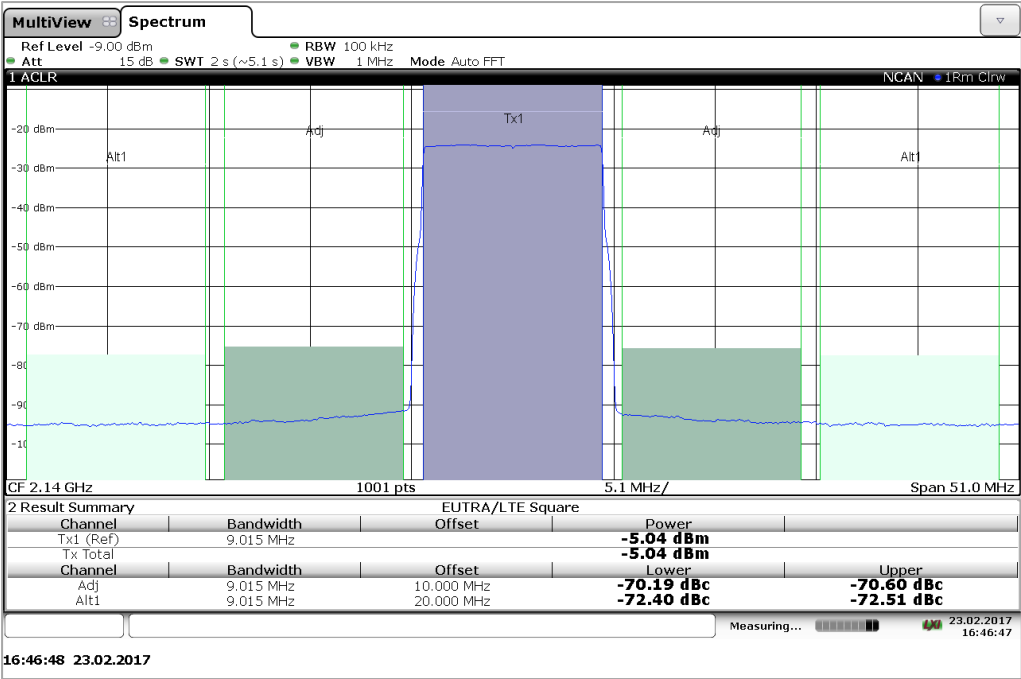 MultiView Spectrum
Ref Level -9.00 dBm RBW 100 kHz
Att 15 dB SWT 2 s (~5.1 s) VBW 1 MHz Mode Auto FFT
1 ACLR NCAN 1Rm Clrw
Tx1
-20 dBm
Adj Adj
Alt1 Alt1
-30 dBm
-40 dBm
-50 dBm
-60 dBm
-70 dBm
-80
-90
-10
CF 2.14 GHz 1001 pts 5.1 MHz/ Span 51.0 MHz
2 Result Summary EUTRA/LTE Square
Channel Bandwidth Offset Power
Tx1 (Ref) 9.015 MHz -5.04 dBm
Tx Total -5.04 dBm
Channel Bandwidth Offset Lower Upper
Adj 9.015 MHz 10.000 MHz -70.19 dBc -70.60 dBc
Alt1 9.015 MHz 20.000 MHz -72.40 dBc -72.51 dBc
Measuring... LXI 23.02.2017
16:46:47
16:46:48 23.02.2017